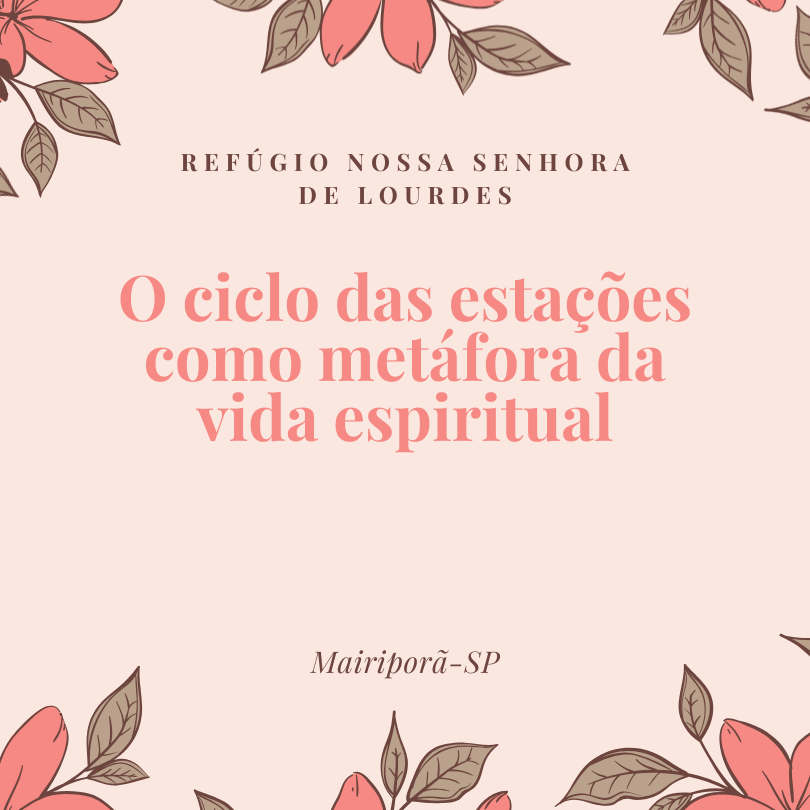 REFÚGIO NOSSA SENHORA
DE LOURDES
O ciclo das estações
como metáfora da
vida espiritual
Mairiporã-SP